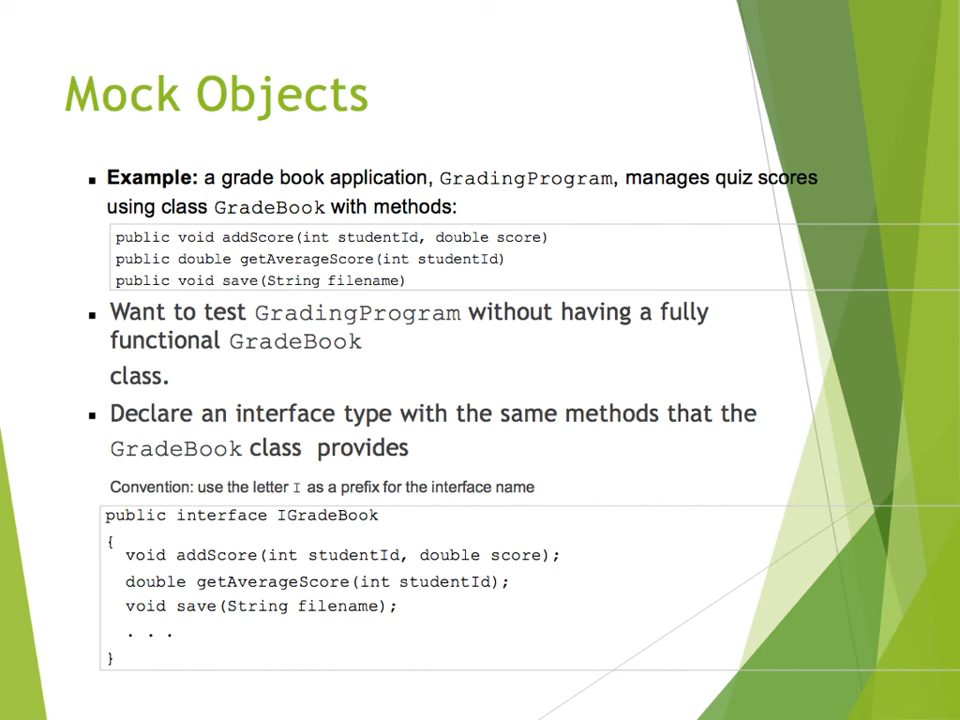 Mock Objects
▪ Example: a grade book application, GradingProgram, manages quiz scores
using class GradeBook with methods:
public void addScore(int studentId, double score)
public double getAverageScore(int studentId)
public void save(String filename)
▪ Want to test GradingProgram without having a fully
functional GradeBook
class.
▪ Declare an interface type with the same methods that the
GradeBook class provides
Convention: use the letter I as a prefix for the interface name
public interface IGradeBook
{
void addScore(int studentId, double score);
double getAverageScore(int studentId);
void save(String filename);
. . .
}